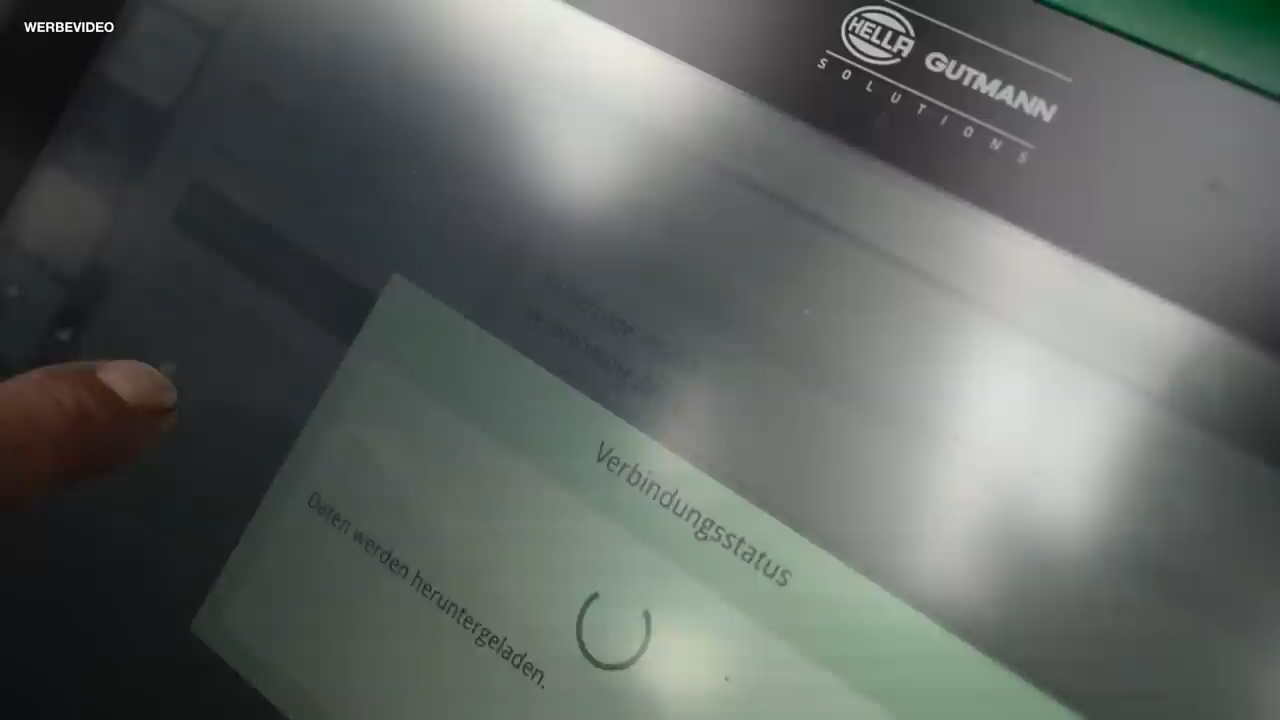 WERBEVIDEO
HELLA GUTMANN
SOLUTIONS
Verbindungsstatus
Daten werden heruntergeladen.